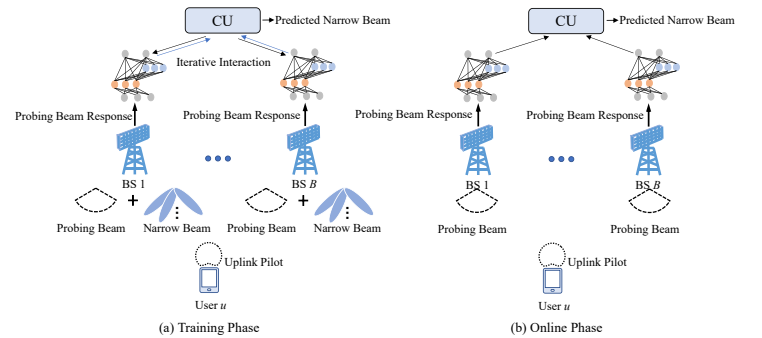 CU
Predicted Narrow Beam
Iterative Interaction
Probing Beam Response
Probing Beam Response
BS 1
BS B
Probing Beam
Narrow Beam
Probing Beam
Narrow Beam
Uplink Pilot
User u
(a) Training Phase
CU
Predicted Narrow Beam
Probing Beam Response
Probing Beam Response
BS 1
BS B
Probing Beam
Probing Beam
Uplink Pilot
User u
(b) Online Phase